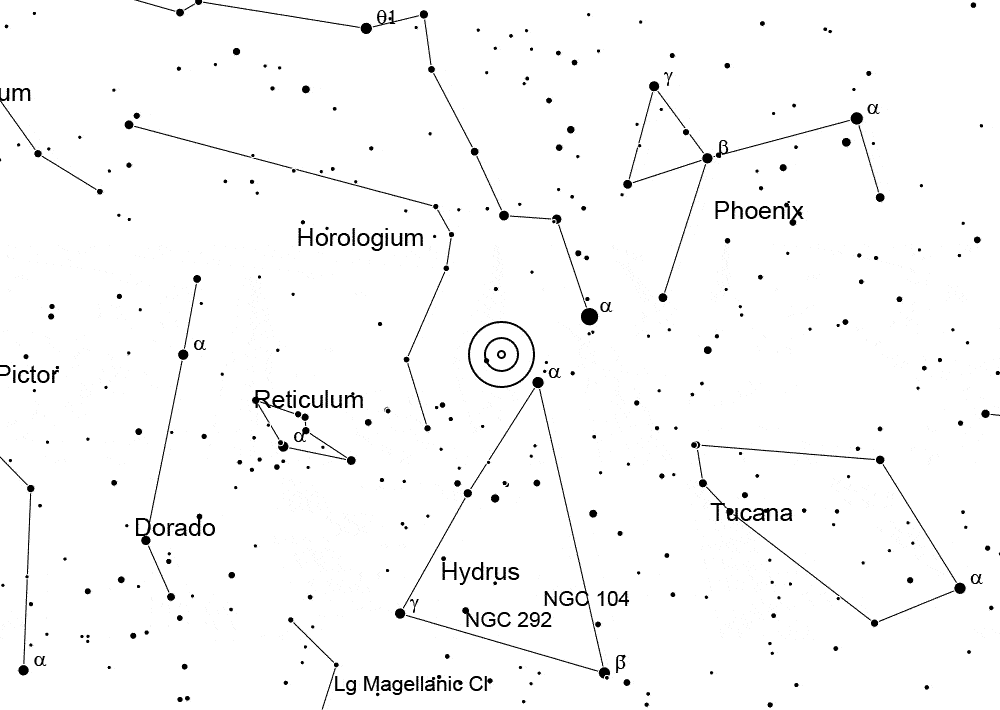 θ1
γ
um
α
β
Phoenix
Horologium
α
α
α
Pictor
Reticulum
α
Tucana
Dorado
Hydrus
α
NGC 104
γ
NGC 292
α
β
Lg Magellanic Cl